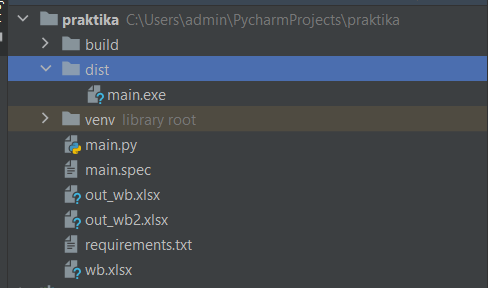 praktika C:\Users\admin\PycharmProjects\praktika
build
dist
main.exe
venv library root
main.py
main.spec
out_wb.xlsx
out_wb2.xlsx
requirements.txt
wb.xlsx